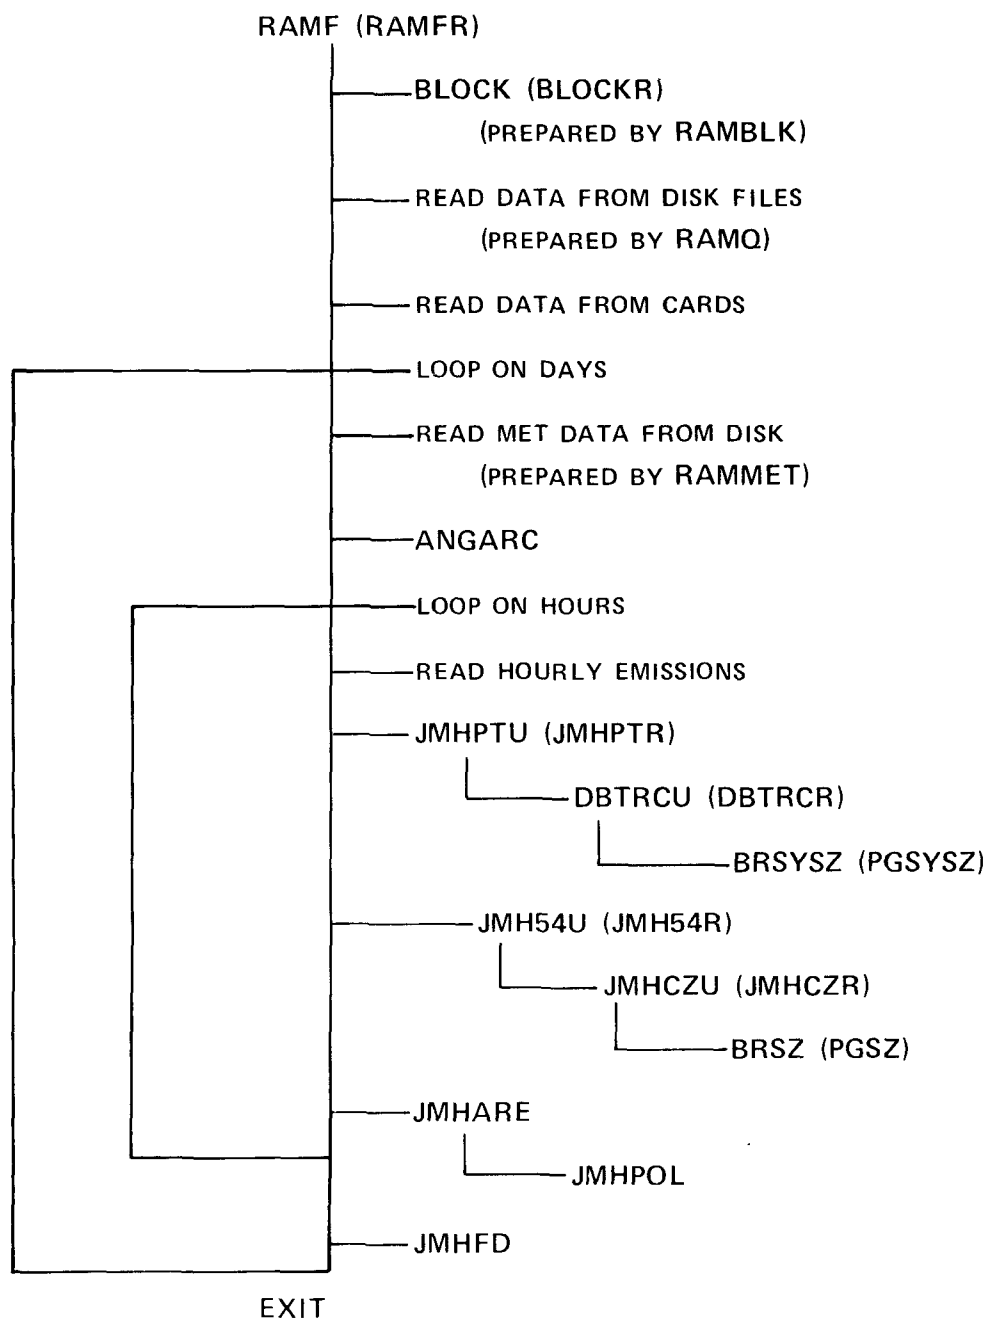 RAMF (RAMFR)
BLOCK (BLOCKR)
(PREPARED BY RAMBLK)
READ DATA FROM DISK FILES
(PREPARED BY RAMQ)
READ DATA FROM CARDS
LOOP ON DAYS
READ MET DATA FROM DISK
(PREPARED BY RAMMET)
ANGARC
LOOP ON HOURS
READ HOURLY EMISSIONS
JMHPTU (JMHPTR)
DBTRCU (DBTRCR)
BRSYSZ (PGSYSZ)
JMH54U (JMH54R)
JMHCZU (JMHCZR)
BRSZ (PGSZ)
JMHARE
JMHPOL
JMHFD
EXIT